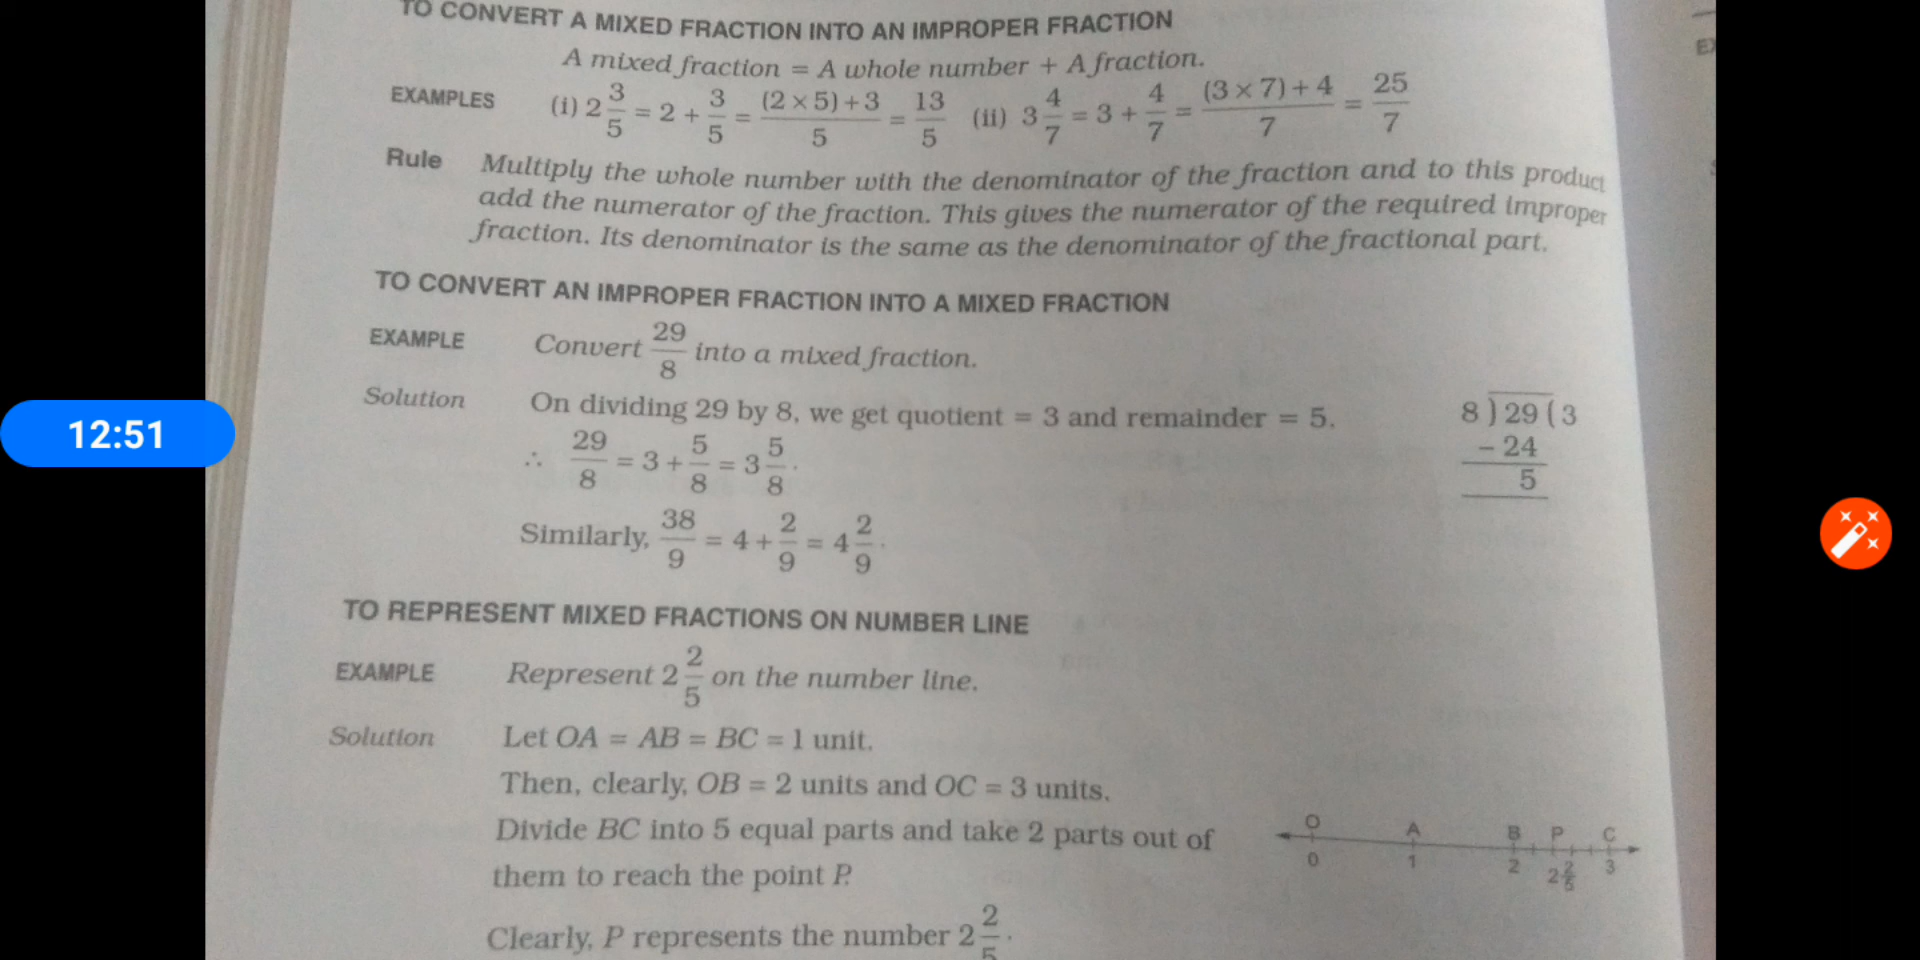 TO CONVERT A MIXED FRACTION INTO AN IMPROPER FRACTION
A mixed fraction = A whole number + A fraction.
EXAMPLES (i) 2 3/5 = 2 + 3/5 = (2 × 5) + 3 / 5 = 13/5 (ii) 3 4/7 = 3 + 4/7 = (3 × 7) + 4 / 7 = 25/7
Rule Multiply the whole number with the denominator of the fraction and to this product
add the numerator of the fraction. This gives the numerator of the required improper
fraction. Its denominator is the same as the denominator of the fractional part.
TO CONVERT AN IMPROPER FRACTION INTO A MIXED FRACTION
EXAMPLE Convert 29/8 into a mixed fraction.
Solution On dividing 29 by 8, we get quotient = 3 and remainder = 5.
8 ) 29 ( 3
– 24
5
∴ 29/8 = 3 + 5/8 = 3 5/8.
Similarly, 38/9 = 4 + 2/9 = 4 2/9.
TO REPRESENT MIXED FRACTIONS ON NUMBER LINE
EXAMPLE Represent 2 2/5 on the number line.
Solution Let OA = AB = BC = 1 unit.
Then, clearly, OB = 2 units and OC = 3 units.
Divide BC into 5 equal parts and take 2 parts out of
them to reach the point P.
O A B P C
0 1 2 2 2/5 3
Clearly, P represents the number 2 2/5.
12:51